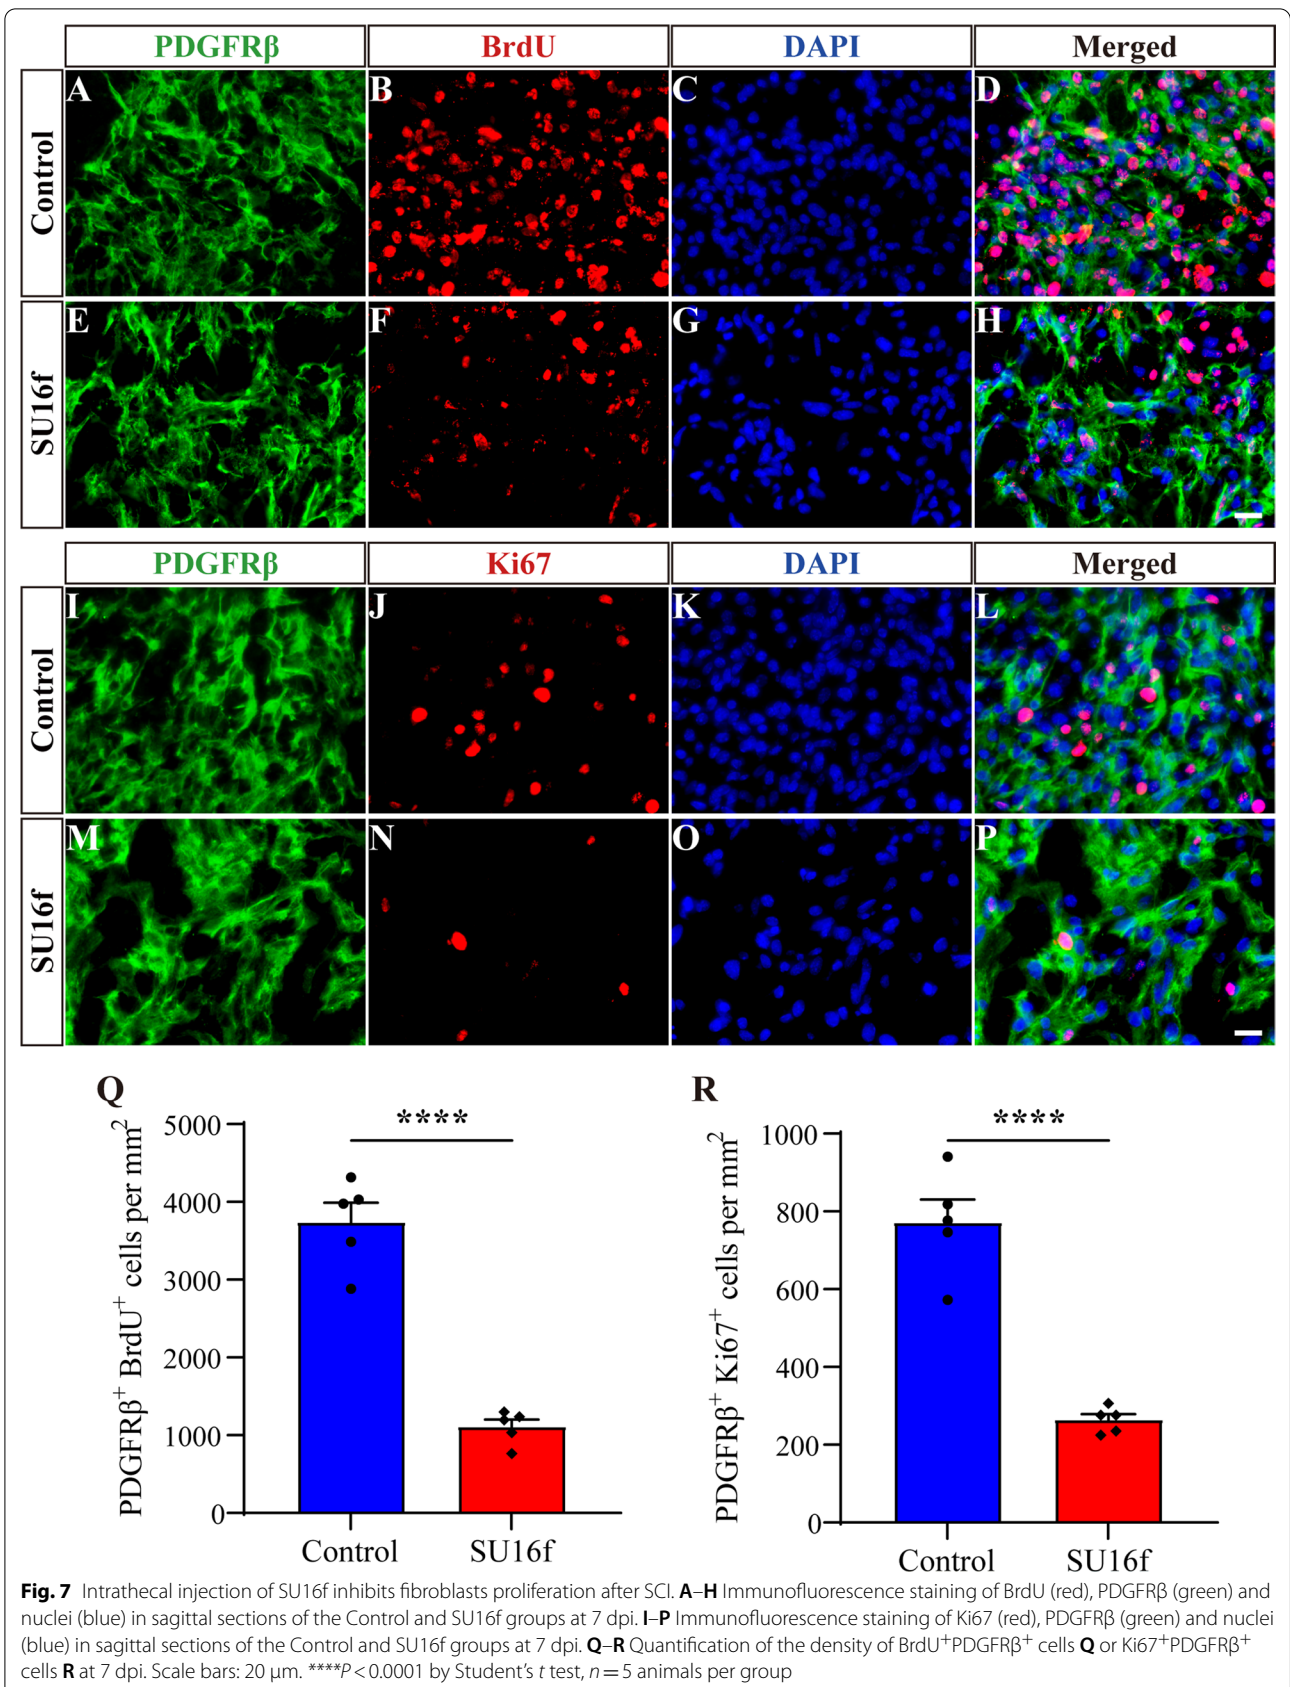 PDGFRβ BrdU DAPI Merged
Control
A B C D
SU16f
E F G H
PDGFRβ Ki67 DAPI Merged
Control
I J K L
SU16f
M N O P
Q
PDGFRβ⁺ BrdU⁺ cells per mm²
5000
4000
3000
2000
1000
0
****
Control SU16f
R
PDGFRβ⁺ Ki67⁺ cells per mm²
1000
800
600
400
200
0
****
Control SU16f
Fig. 7 Intrathecal injection of SU16f inhibits fibroblasts proliferation after SCI. A–H Immunofluorescence staining of BrdU (red), PDGFRβ (green) and
nuclei (blue) in sagittal sections of the Control and SU16f groups at 7 dpi. I–P Immunofluorescence staining of Ki67 (red), PDGFRβ (green) and nuclei
(blue) in sagittal sections of the Control and SU16f groups at 7 dpi. Q–R Quantification of the density of BrdU⁺PDGFRβ⁺ cells Q or Ki67⁺PDGFRβ⁺
cells R at 7 dpi. Scale bars: 20 μm. ****P < 0.0001 by Student's t test, n = 5 animals per group